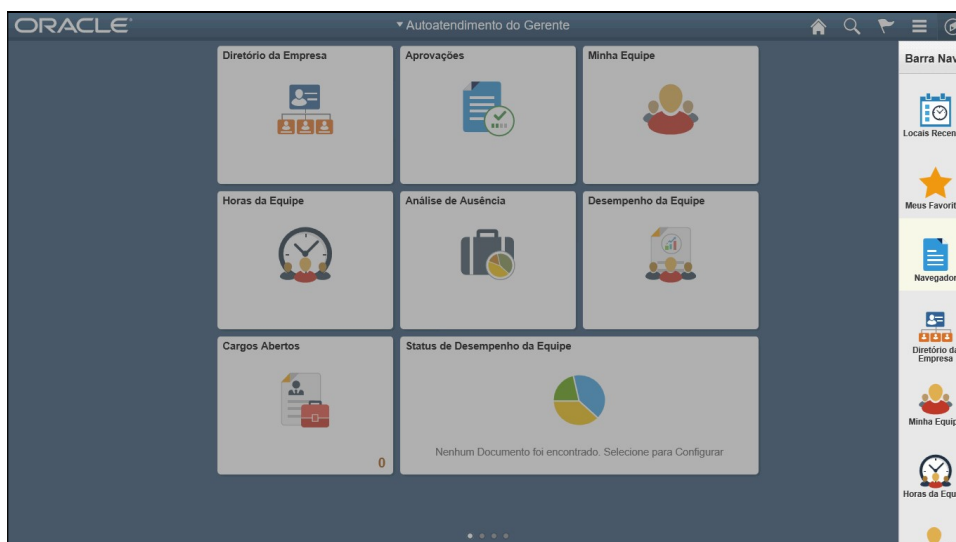 ORACLE
Autoatendimento do Gerente
Diretório da Empresa
Aprovações
Minha Equipe
Horas da Equipe
Análise de Ausência
Desempenho da Equipe
Cargos Abertos
0
Status de Desempenho da Equipe
Nenhum Documento foi encontrado. Selecione para Configurar
Barra Nav
Locais Recen
Meus Favorit
Navegador
Diretório da
Empresa
Minha Equip
Horas da Equ